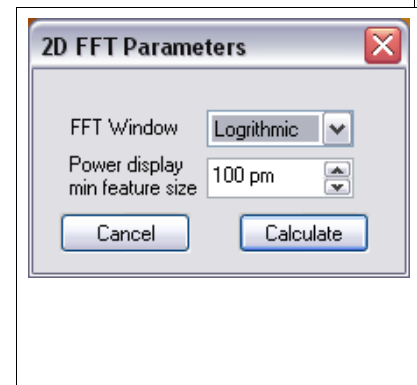 2D FFT Parameters
FFT Window Logrithmic
Power display
min feature size 100 pm
Cancel Calculate